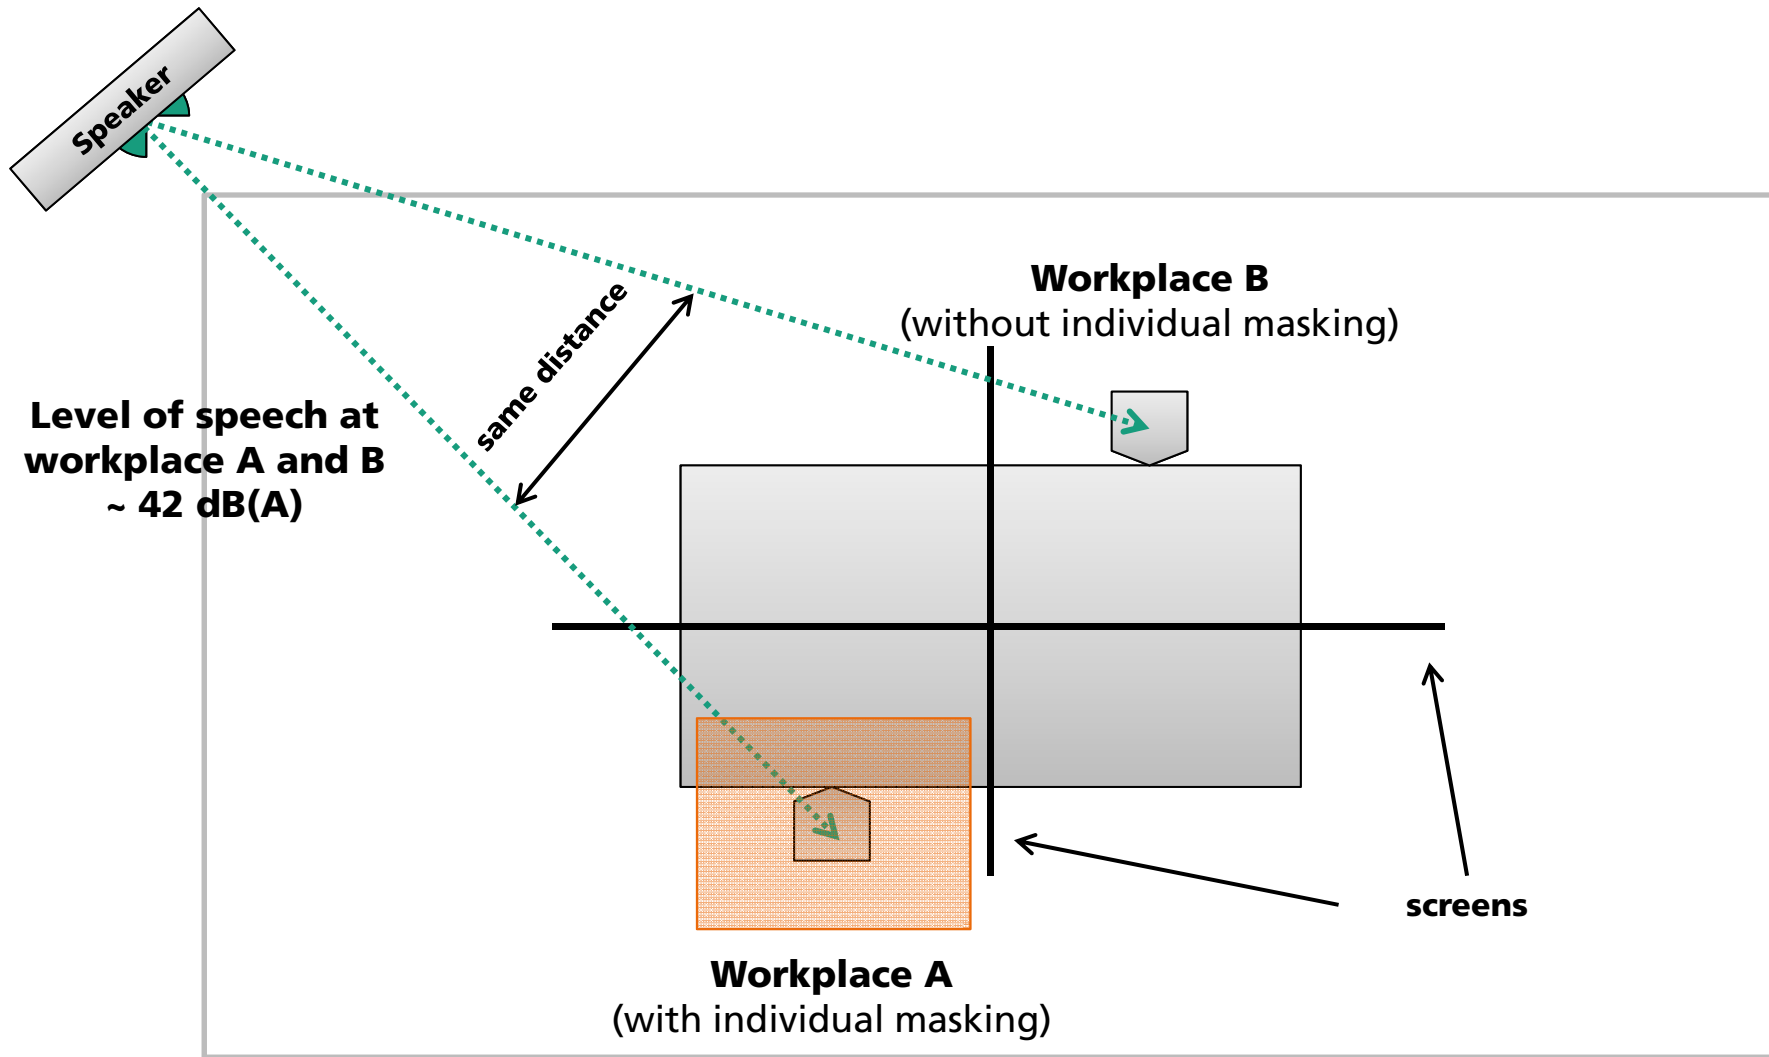 Speaker
same distance
Workplace B
(without individual masking)
Level of speech at
workplace A and B
~ 42 dB(A)
screens
Workplace A
(with individual masking)